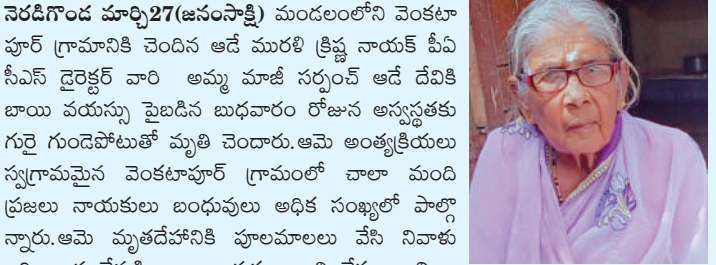 నెరడిగొండ మార్చి27(జనంసాక్షి) మండలంలోని వెంకటా
పూర్ గ్రామానికి చెందిన ఆడే మురళి క్రిష్ణ నాయక్ పీఏ
సీఎస్ డైరెక్టర్ వారి అమ్మ మాజీ సర్పంచ్ ఆడే దేవికి
బాయి వయస్సు పైబడిన బుధవారం రోజున అస్వస్థతకు
గురై గుండెపోటుతో మృతి చెందారు.ఆమె అంత్యక్రియలు
స్వగ్రామమైన వెంకటాపూర్ గ్రామంలో చాలా మంది
ప్రజలు నాయకులు బంధువులు అధిక సంఖ్యలో పాల్గొ
న్నారు.ఆమె మృతదేహానికి పూలమాలలు వేసి నివాళు